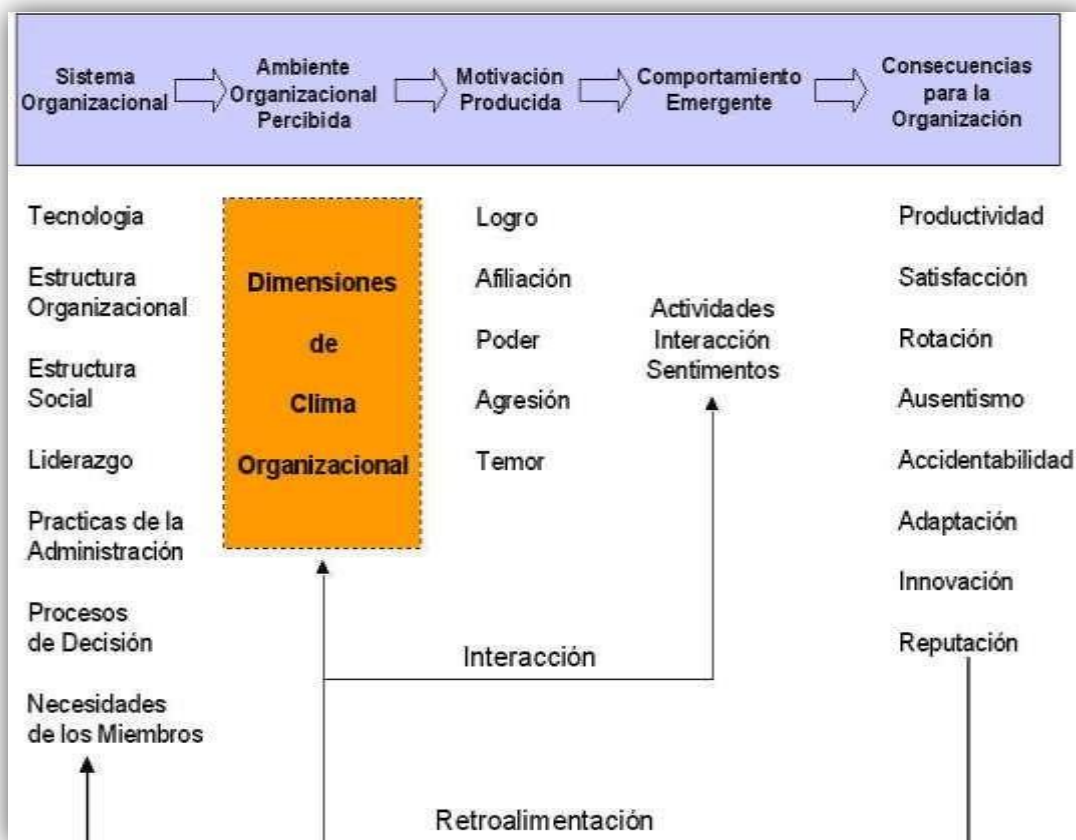 Sistema
Organizacional
Ambiente
Organizacional
Percibida
Motivación
Producida
Comportamiento
Emergente
Consecuencias
para la
Organización
Tecnologia
Estructura
Organizacional
Estructura
Social
Liderazgo
Practicas de la
Administración
Procesos
de Decisión
Necesidades
de los Miembros
Dimensiones
de
Clima
Organizacional
Logro
Afiliación
Poder
Agresión
Temor
Actividades
Interacción
Sentimentos
Productividad
Satisfacción
Rotación
Ausentismo
Accidentabilidad
Adaptación
Innovación
Reputación
Interacción
Retroalimentación